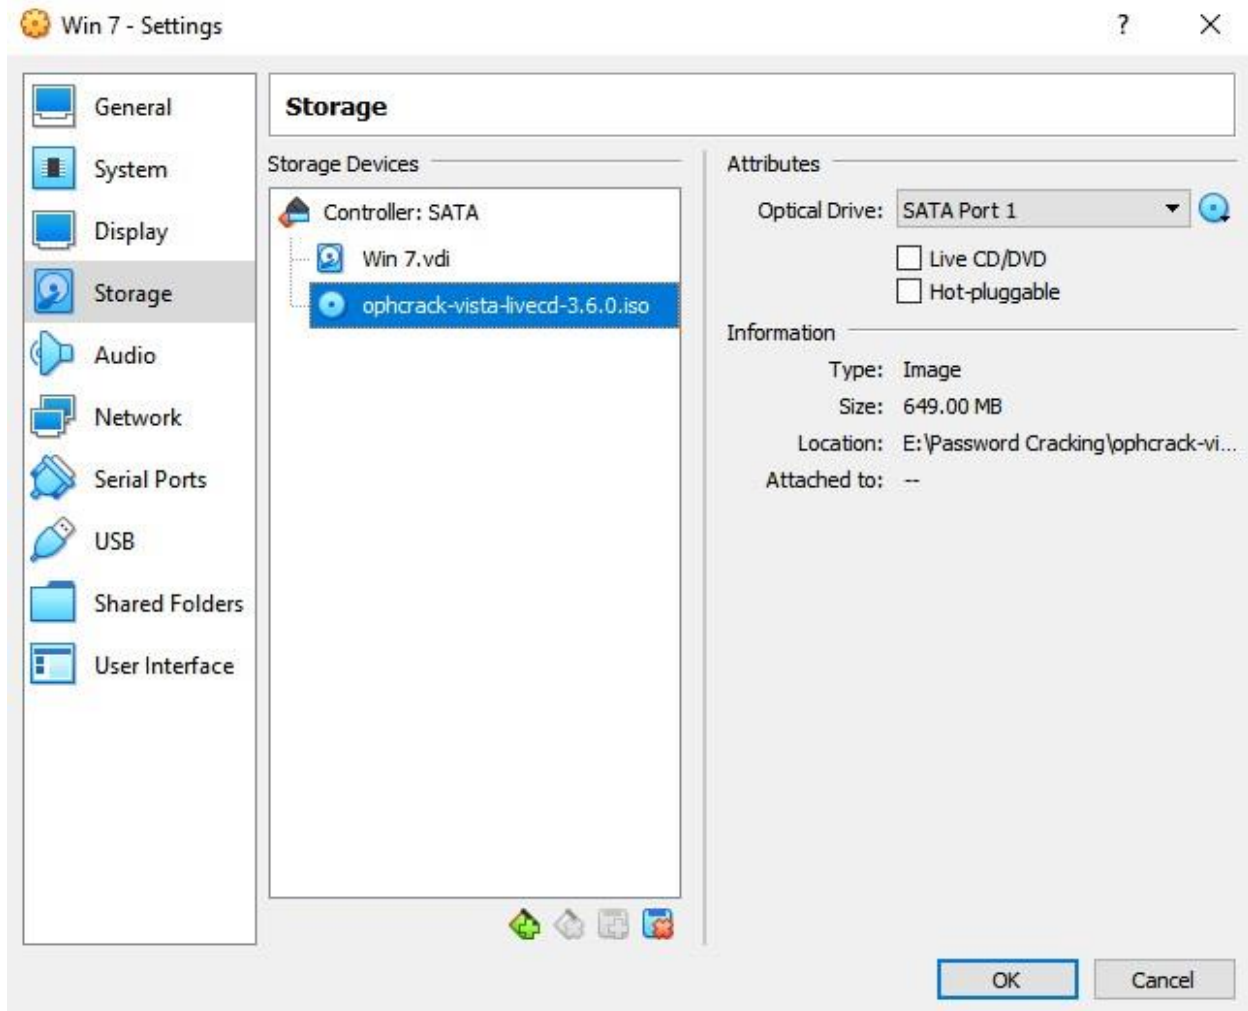 Win 7 - Settings
?
General
System
Display
Storage
Audio
Network
Serial Ports
USB
Shared Folders
User Interface
Storage
Storage Devices
Controller: SATA
Win 7.vdi
ophcrack-vista-livecd-3.6.0.iso
Attributes
Optical Drive: SATA Port 1
Live CD/DVD
Hot-pluggable
Information
Type: Image
Size: 649.00 MB
Location: E:\Password Cracking\ophcrack-vi...
Attached to: --
OK
Cancel